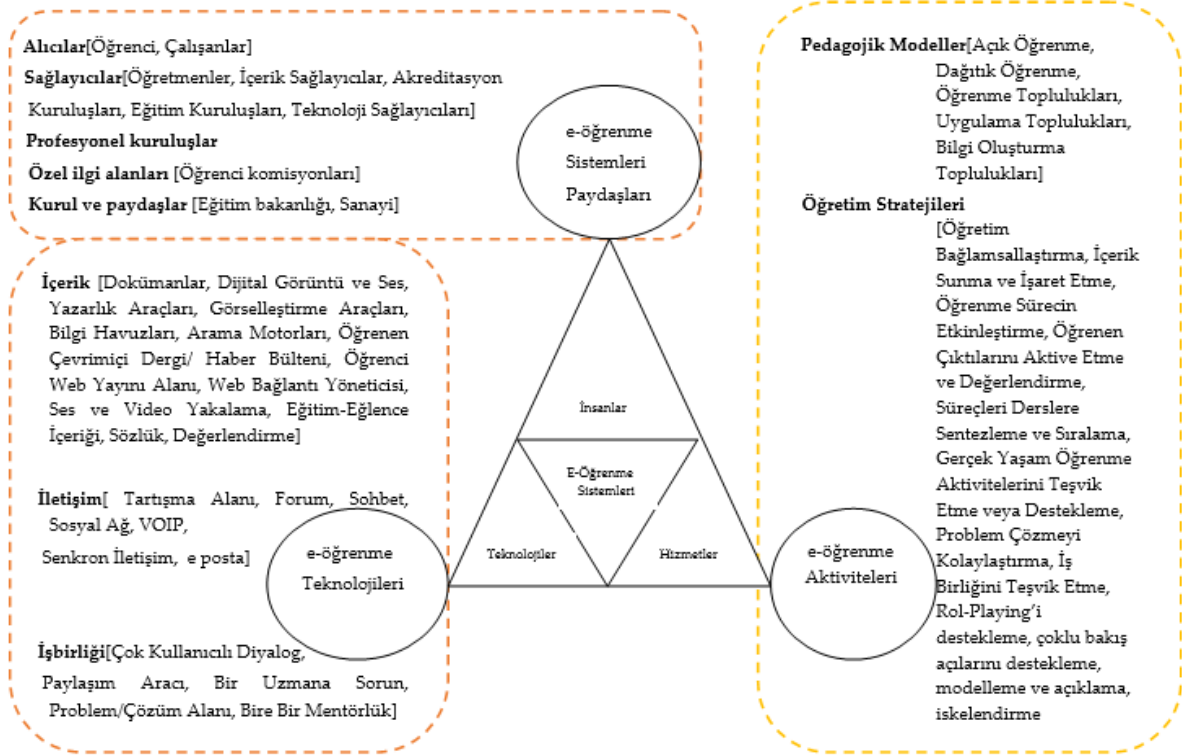 Alıcılar[Öğrenci, Çalışanlar]
Sağlayıcılar[Öğretmenler, İçerik Sağlayıcılar, Akreditasyon
Kuruluşları, Eğitim Kuruluşları, Teknoloji Sağlayıcıları]
Profesyonel kuruluşlar
Özel ilgi alanları [Öğrenci komisyonları]
Kurul ve paydaşlar [Eğitim bakanlığı, Sanayi]
e-öğrenme
Sistemleri
Paydaşları
İçerik [Dokümanlar, Dijital Görüntü ve Ses,
Yazarlık Araçları, Görselleştirme Araçları,
Bilgi Havuzları, Arama Motorları, Öğrenen
Çevrimiçi Dergi/ Haber Bülteni, Öğrenci
Web Yayını Alanı, Web Bağlantı Yöneticisi,
Ses ve Video Yakalama, Eğitim-Eğlence
İçeriği, Sözlük, Değerlendirme]
İletişim[ Tartışma Alanı, Forum, Sohbet,
Sosyal Ağ, VOIP,
Senkron İletişim, e posta]
e-öğrenme
Teknolojileri
İşbirliği[Çok Kullanıcılı Diyalog,
Paylaşım Aracı, Bir Uzmana Sorun,
Problem/Çözüm Alanı, Bire Bir Mentörlük]
İnsanlar
E-Öğrenme
Sistemleri
Teknolojiler
Hizmetler
e-öğrenme
Aktiviteleri
Pedagojik Modeller[Açık Öğrenme,
Dağıtık Öğrenme,
Öğrenme Toplulukları,
Uygulama Toplulukları,
Bilgi Oluşturma
Toplulukları]
Öğretim Stratejileri
[Öğretim
Bağlamsallaştırma, İçerik
Sunma ve İşaret Etme,
Öğrenme Sürecin
Etkinleştirme, Öğrenen
Çıktılarını Aktive Etme
ve Değerlendirme,
Süreçleri Derslere
Sentezleme ve Sıralama,
Gerçek Yaşam Öğrenme
Aktivitelerini Teşvik
Etme veya Destekleme,
Problem Çözmeyi
Kolaylaştırma, İş
Birliğini Teşvik Etme,
Rol-Playing’i
destekleme, çoklu bakış
açılarını destekleme,
modelleme ve açıklama,
iskelendirme